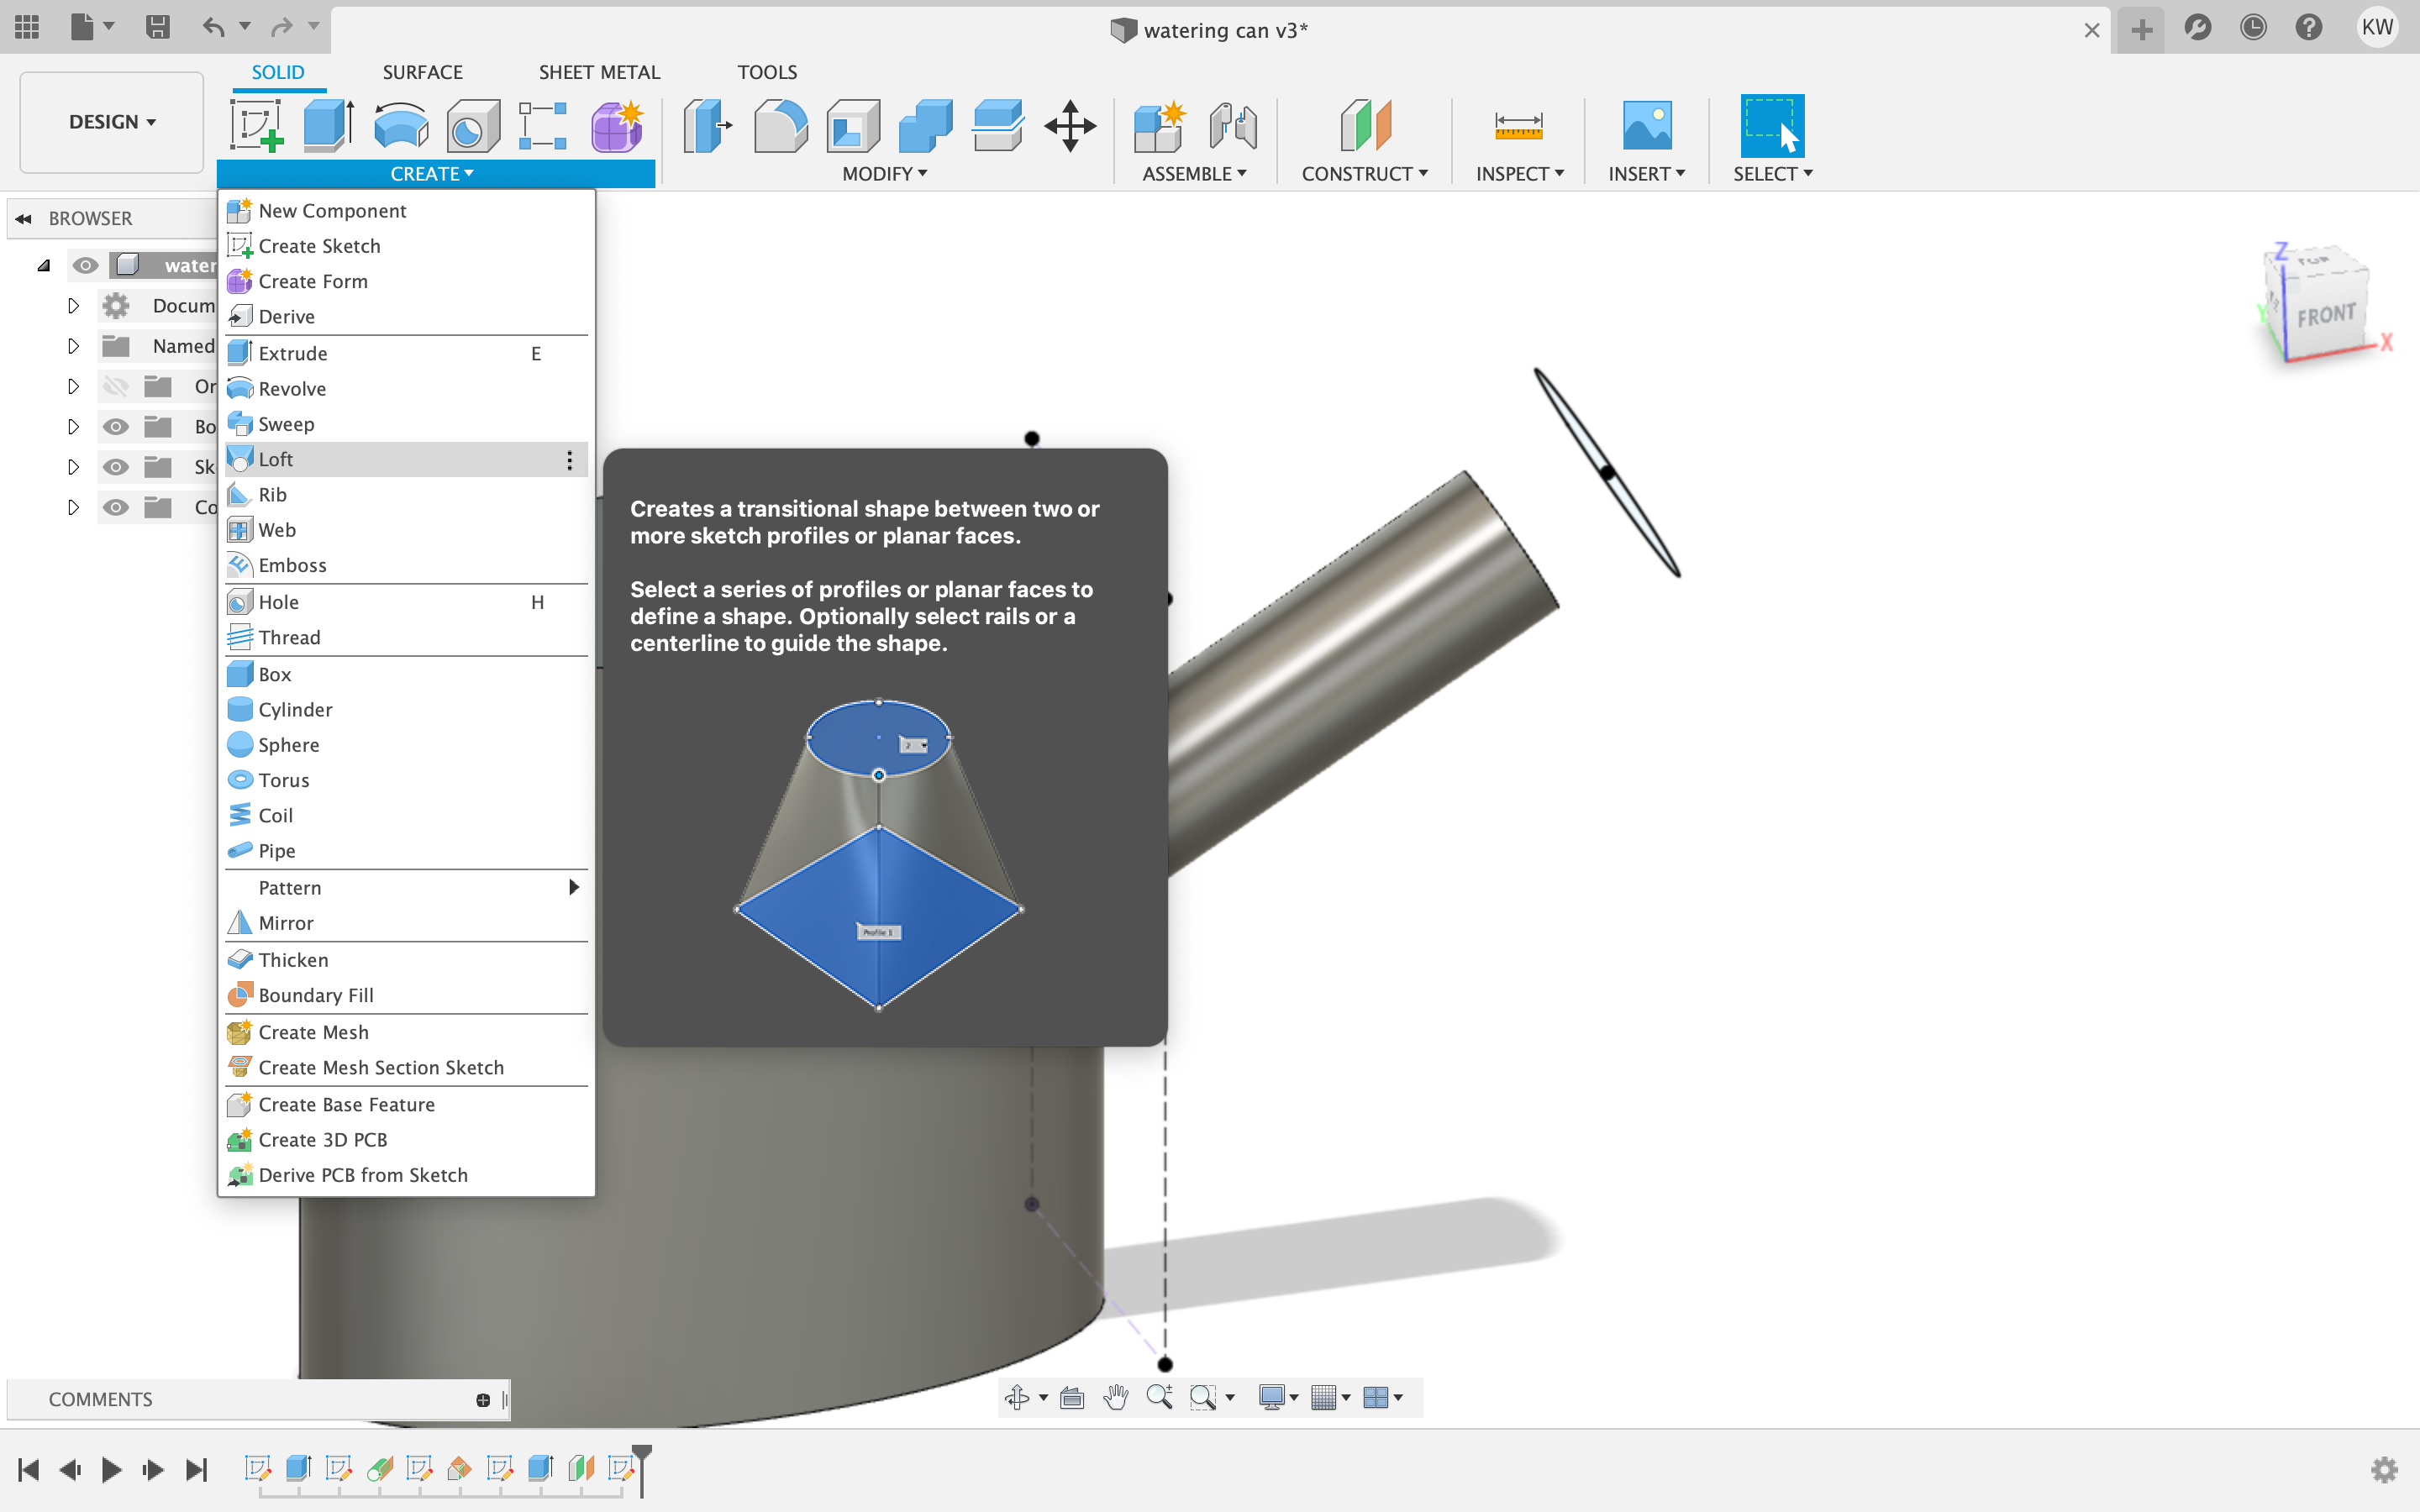 watering can v3*
KW
SOLID
SURFACE
SHEET METAL
TOOLS
DESIGN
CREATE
MODIFY
ASSEMBLE
CONSTRUCT
INSPECT
INSERT
SELECT
BROWSER
water
Docum
Named
Or
Bo
Sk
Co
New Component
Create Sketch
Create Form
Derive
Extrude E
Revolve
Sweep
Loft
Rib
Web
Emboss
Hole H
Thread
Box
Cylinder
Sphere
Torus
Coil
Pipe
Pattern
Mirror
Thicken
Boundary Fill
Create Mesh
Create Mesh Section Sketch
Create Base Feature
Create 3D PCB
Derive PCB from Sketch
Creates a transitional shape between two or
more sketch profiles or planar faces.
Select a series of profiles or planar faces to
define a shape. Optionally select rails or a
centerline to guide the shape.
2
Profile 1
Z
TOP
FRONT
Y
X
COMMENTS